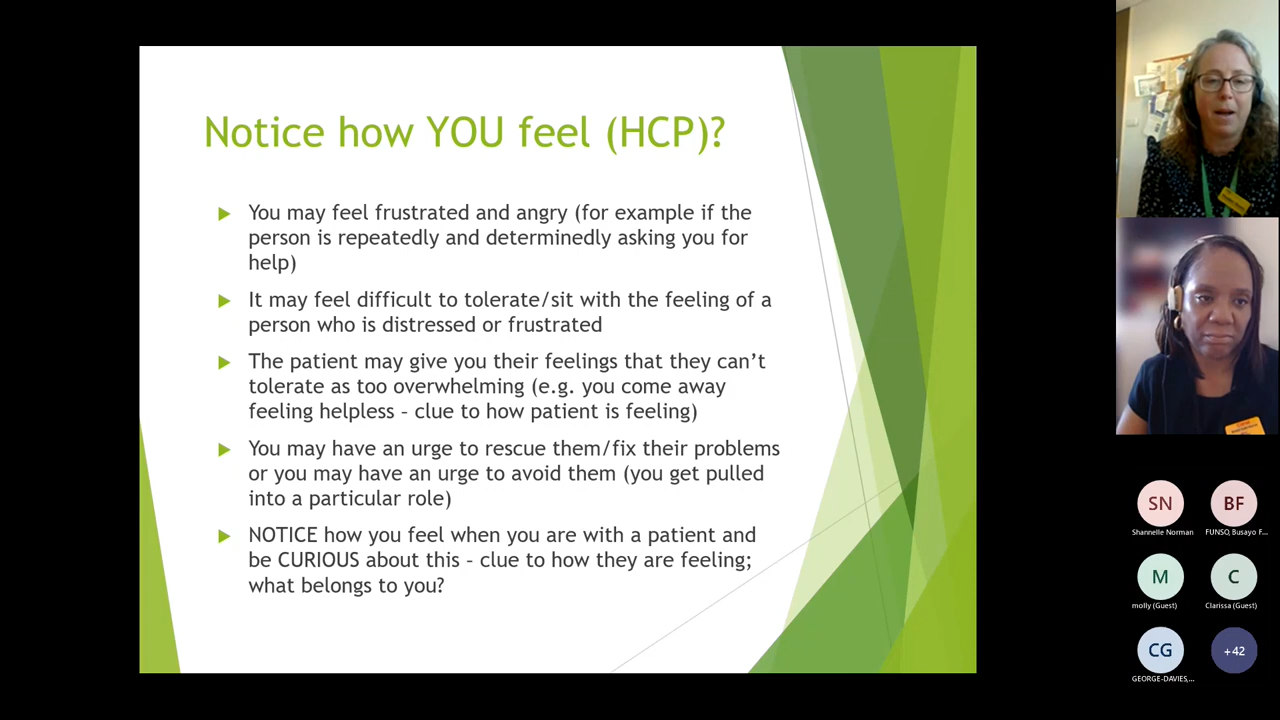 Notice how YOU feel (HCP)?
You may feel frustrated and angry (for example if the
person is repeatedly and determinedly asking you for
help)
It may feel difficult to tolerate/sit with the feeling of a
person who is distressed or frustrated
The patient may give you their feelings that they can't
tolerate as too overwhelming (e.g. you come away
feeling helpless – clue to how patient is feeling)
You may have an urge to rescue them/fix their problems
or you may have an urge to avoid them (you get pulled
into a particular role)
NOTICE how you feel when you are with a patient and
be CURIOUS about this – clue to how they are feeling;
what belongs to you?
SN
BF
Shannelle Norman
FUNSO, Busayo F...
M
C
molly (Guest)
Clarissa (Guest)
CG
+42
GEORGE-DAVIES,...